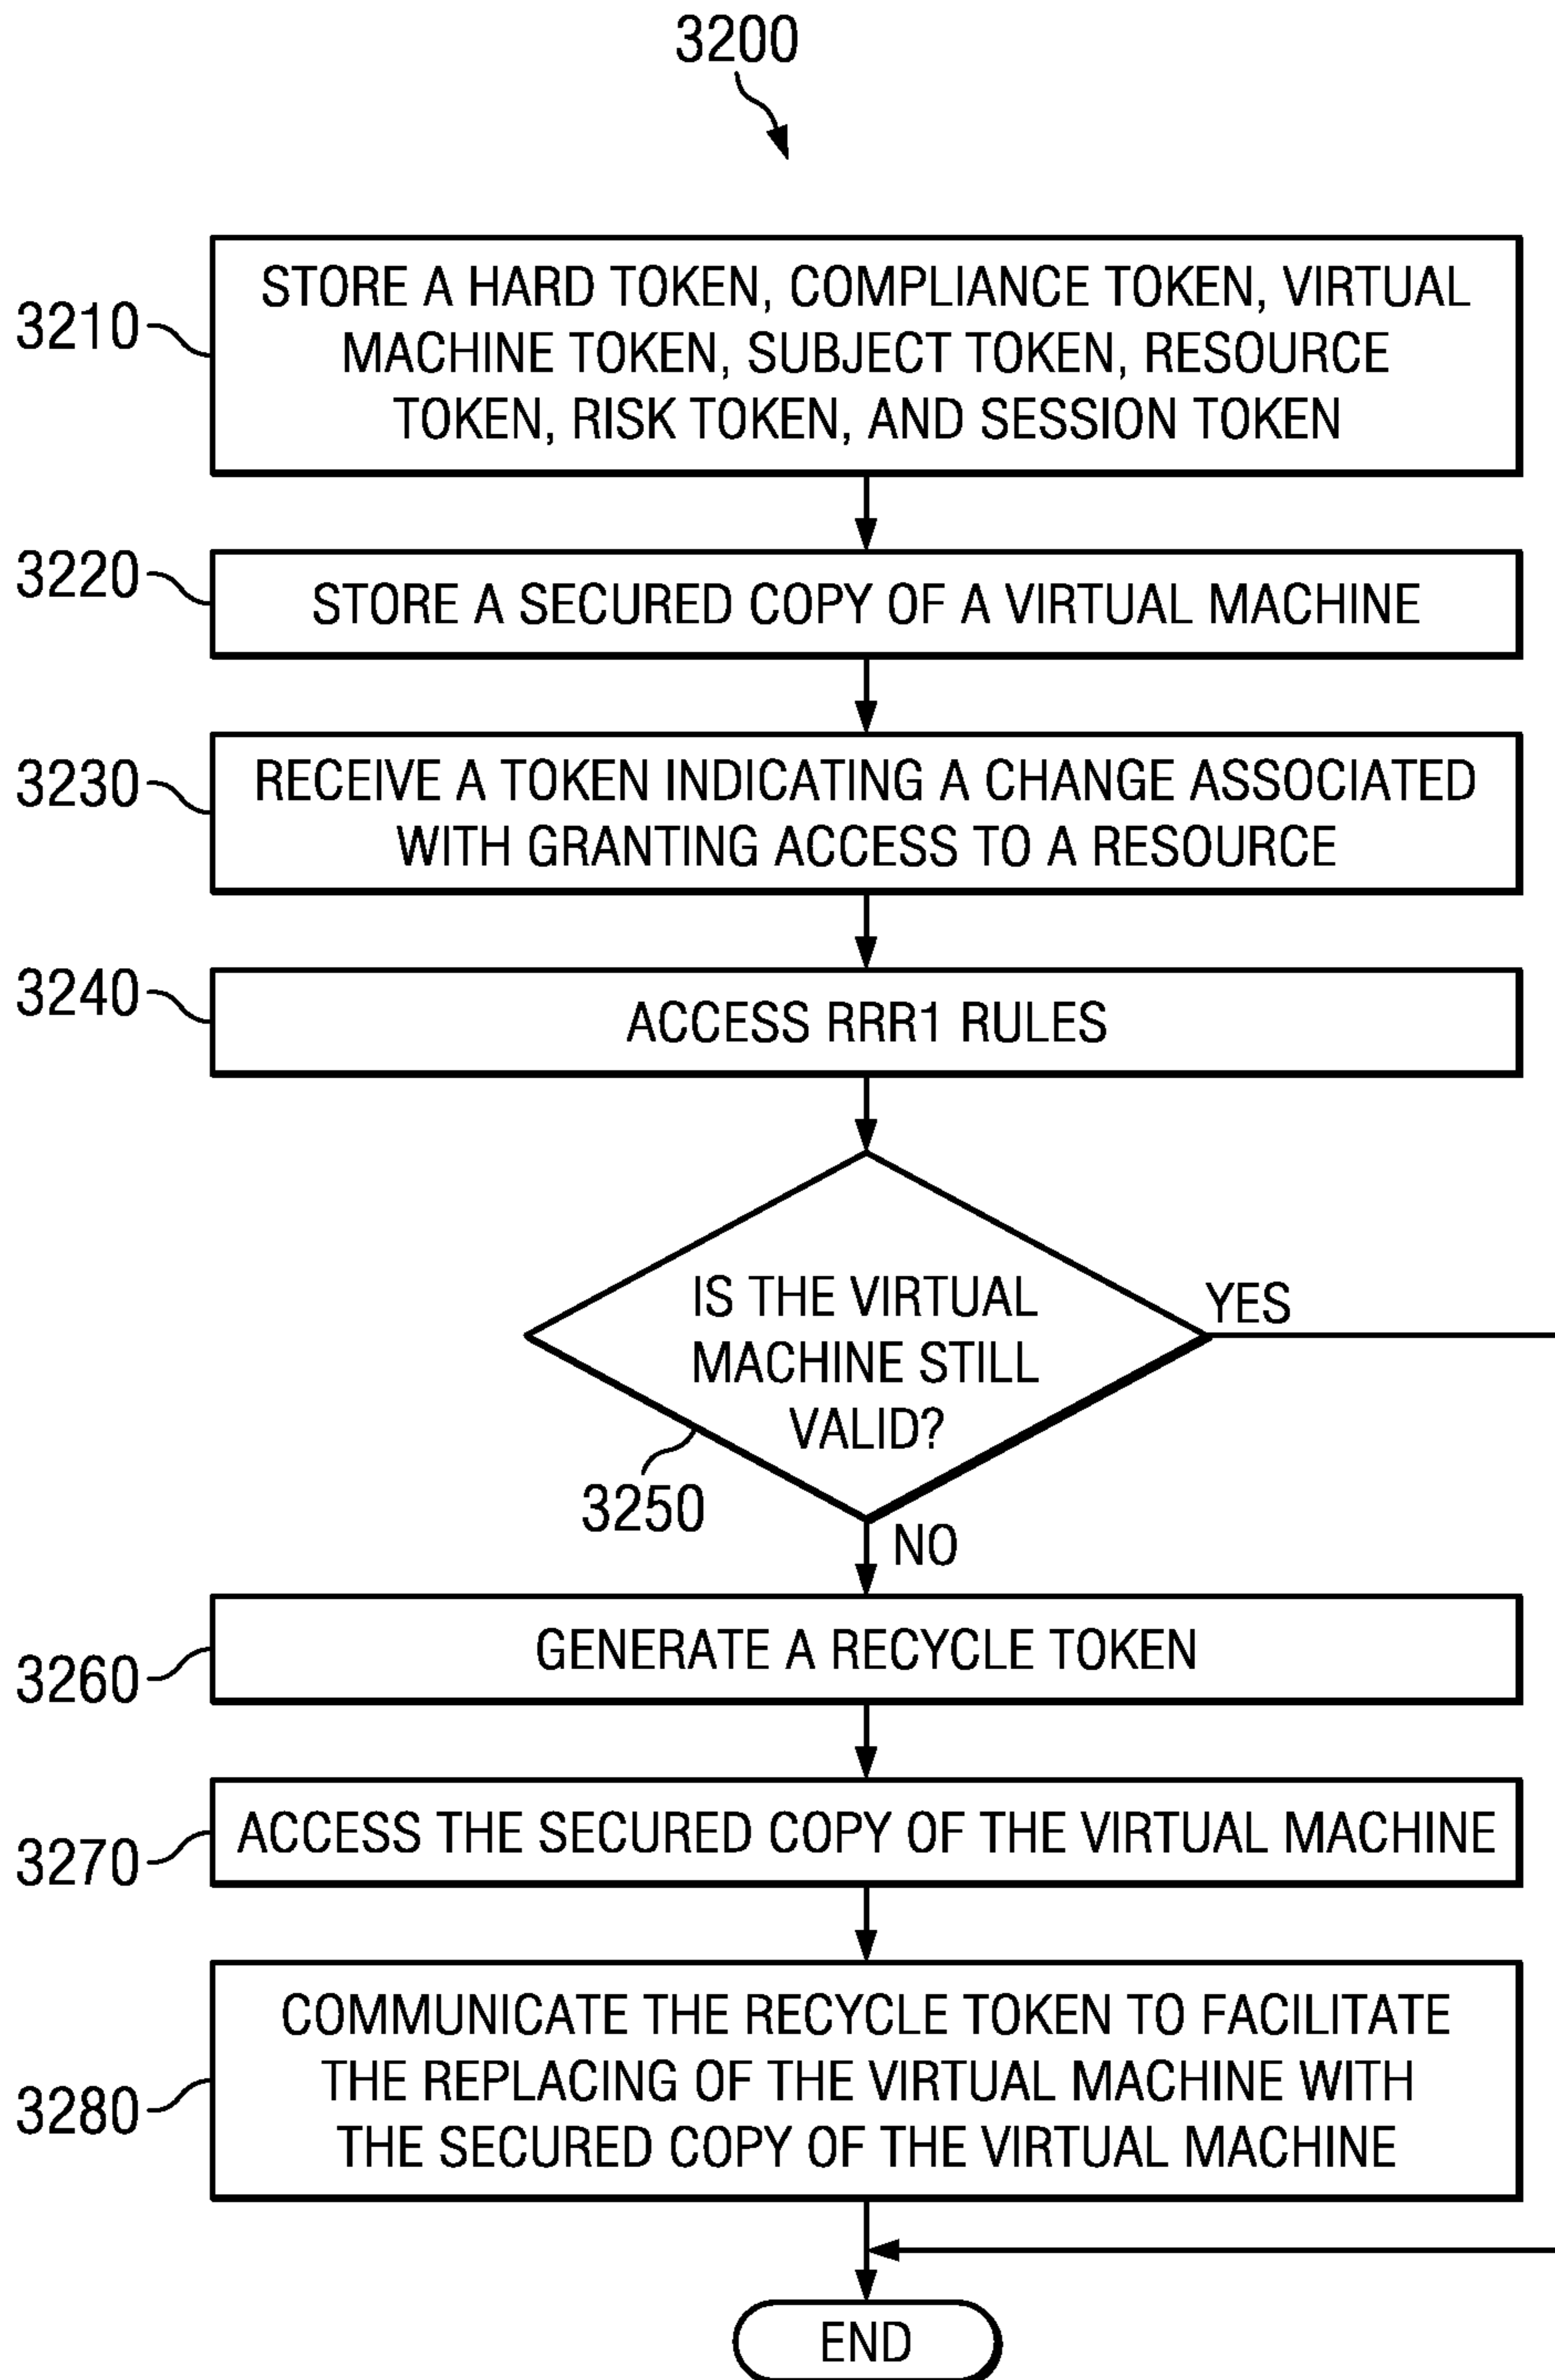 3200
3210
STORE A HARD TOKEN, COMPLIANCE TOKEN, VIRTUAL
MACHINE TOKEN, SUBJECT TOKEN, RESOURCE
TOKEN, RISK TOKEN, AND SESSION TOKEN
3220
STORE A SECURED COPY OF A VIRTUAL MACHINE
3230
RECEIVE A TOKEN INDICATING A CHANGE ASSOCIATED
WITH GRANTING ACCESS TO A RESOURCE
3240
ACCESS RRR1 RULES
IS THE VIRTUAL
MACHINE STILL
VALID?
YES
3250
NO
3260
GENERATE A RECYCLE TOKEN
3270
ACCESS THE SECURED COPY OF THE VIRTUAL MACHINE
3280
COMMUNICATE THE RECYCLE TOKEN TO FACILITATE
THE REPLACING OF THE VIRTUAL MACHINE WITH
THE SECURED COPY OF THE VIRTUAL MACHINE
END